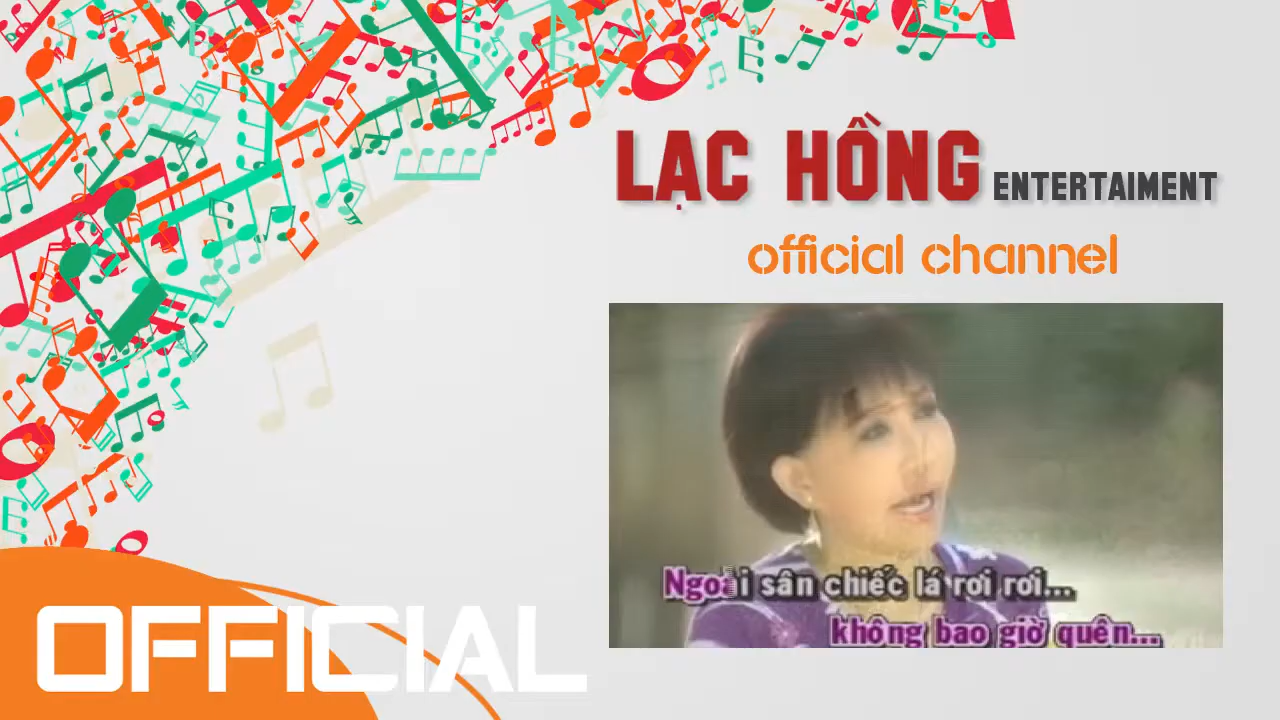 LẠC HỒNG ENTERTAIMENT
official channel
Ngoài sân chiếc lá rơi rơi...
không bao giờ quên...
OFFICIAL